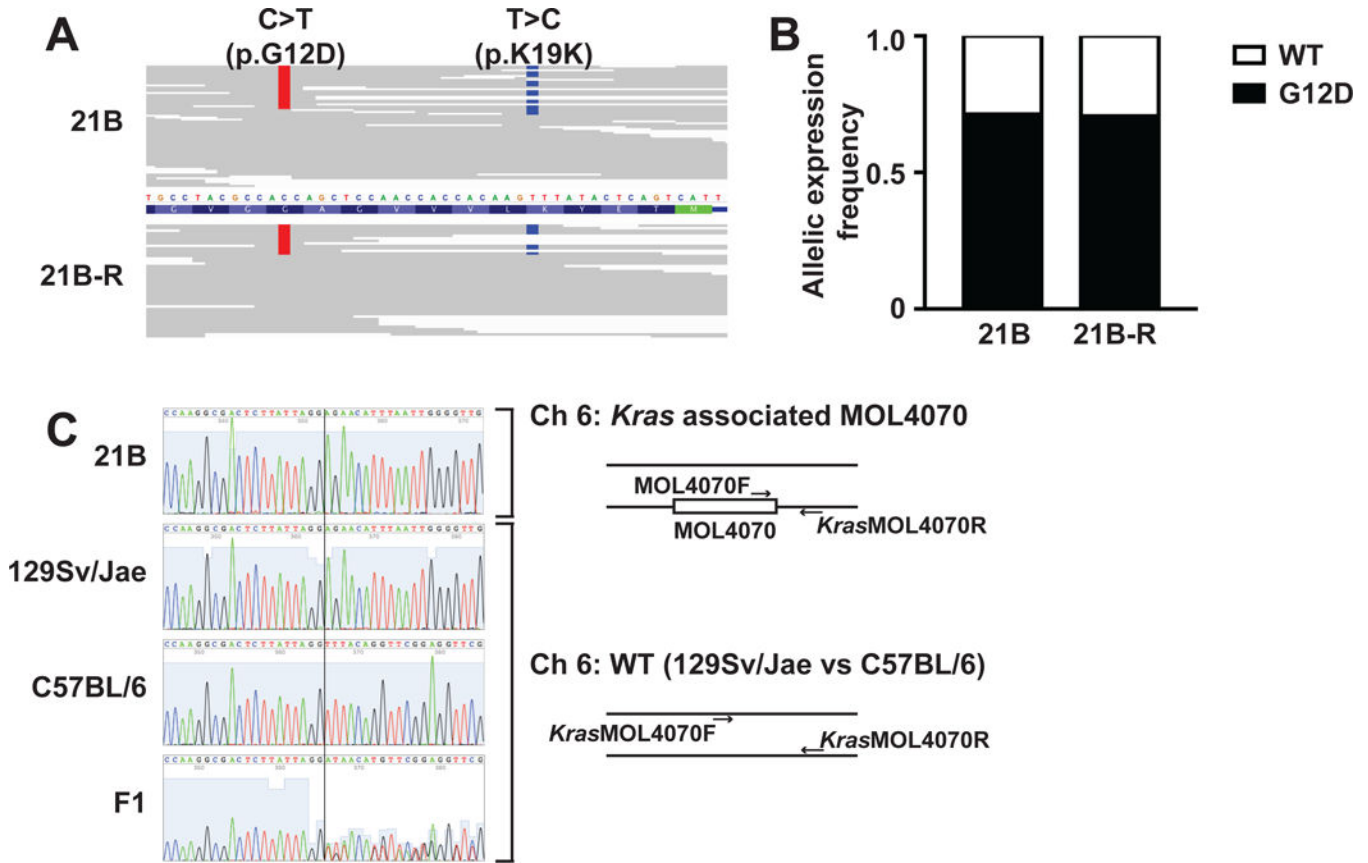 A
C>T
(p.G12D)
T>C
(p.K19K)
21B
TGCCTACGCCACCAGCTCCAACCACCACAAGTTTATACTCAGTCATT
G V G G A G V V V L K Y E T M
21B-R
B
Allelic expression
frequency
1.0
0.5
0
21B
21B-R
WT
G12D
C
21B
CCAAGGCGACTCTTATTAGGAGAACATTTAATTGGGGTTG
129Sv/Jae
CCAAGGCGACTCTTATTAGGAGAACATTTAATTGGGGTTG
C57BL/6
CCAAGGCGACTCTTATTAGGTTTACAGGTTCGGAGGTTCG
F1
CCAAGGCGACTCTTATTAGGATAACATGTTCGGAGGTTCG
Ch 6: Kras associated MOL4070
MOL4070F
MOL4070
KrasMOL4070R
Ch 6: WT (129Sv/Jae vs C57BL/6)
KrasMOL4070F
KrasMOL4070R